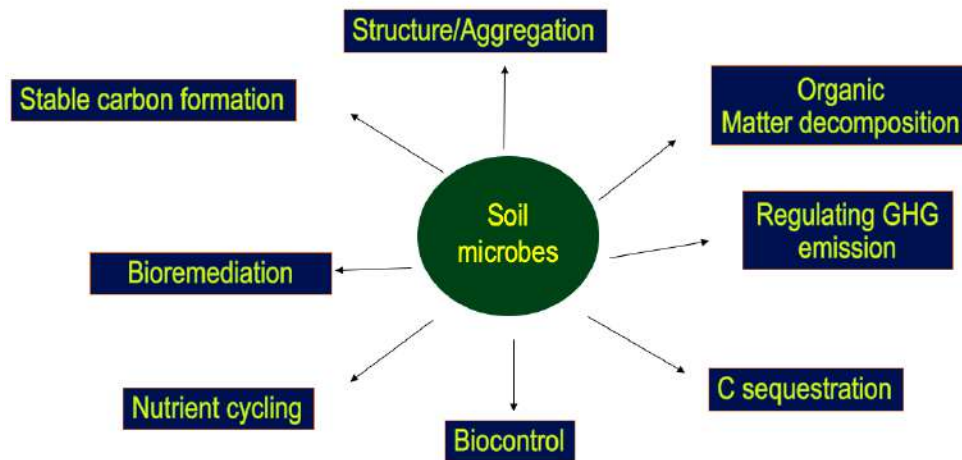 Structure/Aggregation
Stable carbon formation
Organic
Matter decomposition
Soil
microbes
Regulating GHG
emission
Bioremediation
Nutrient cycling
C sequestration
Biocontrol